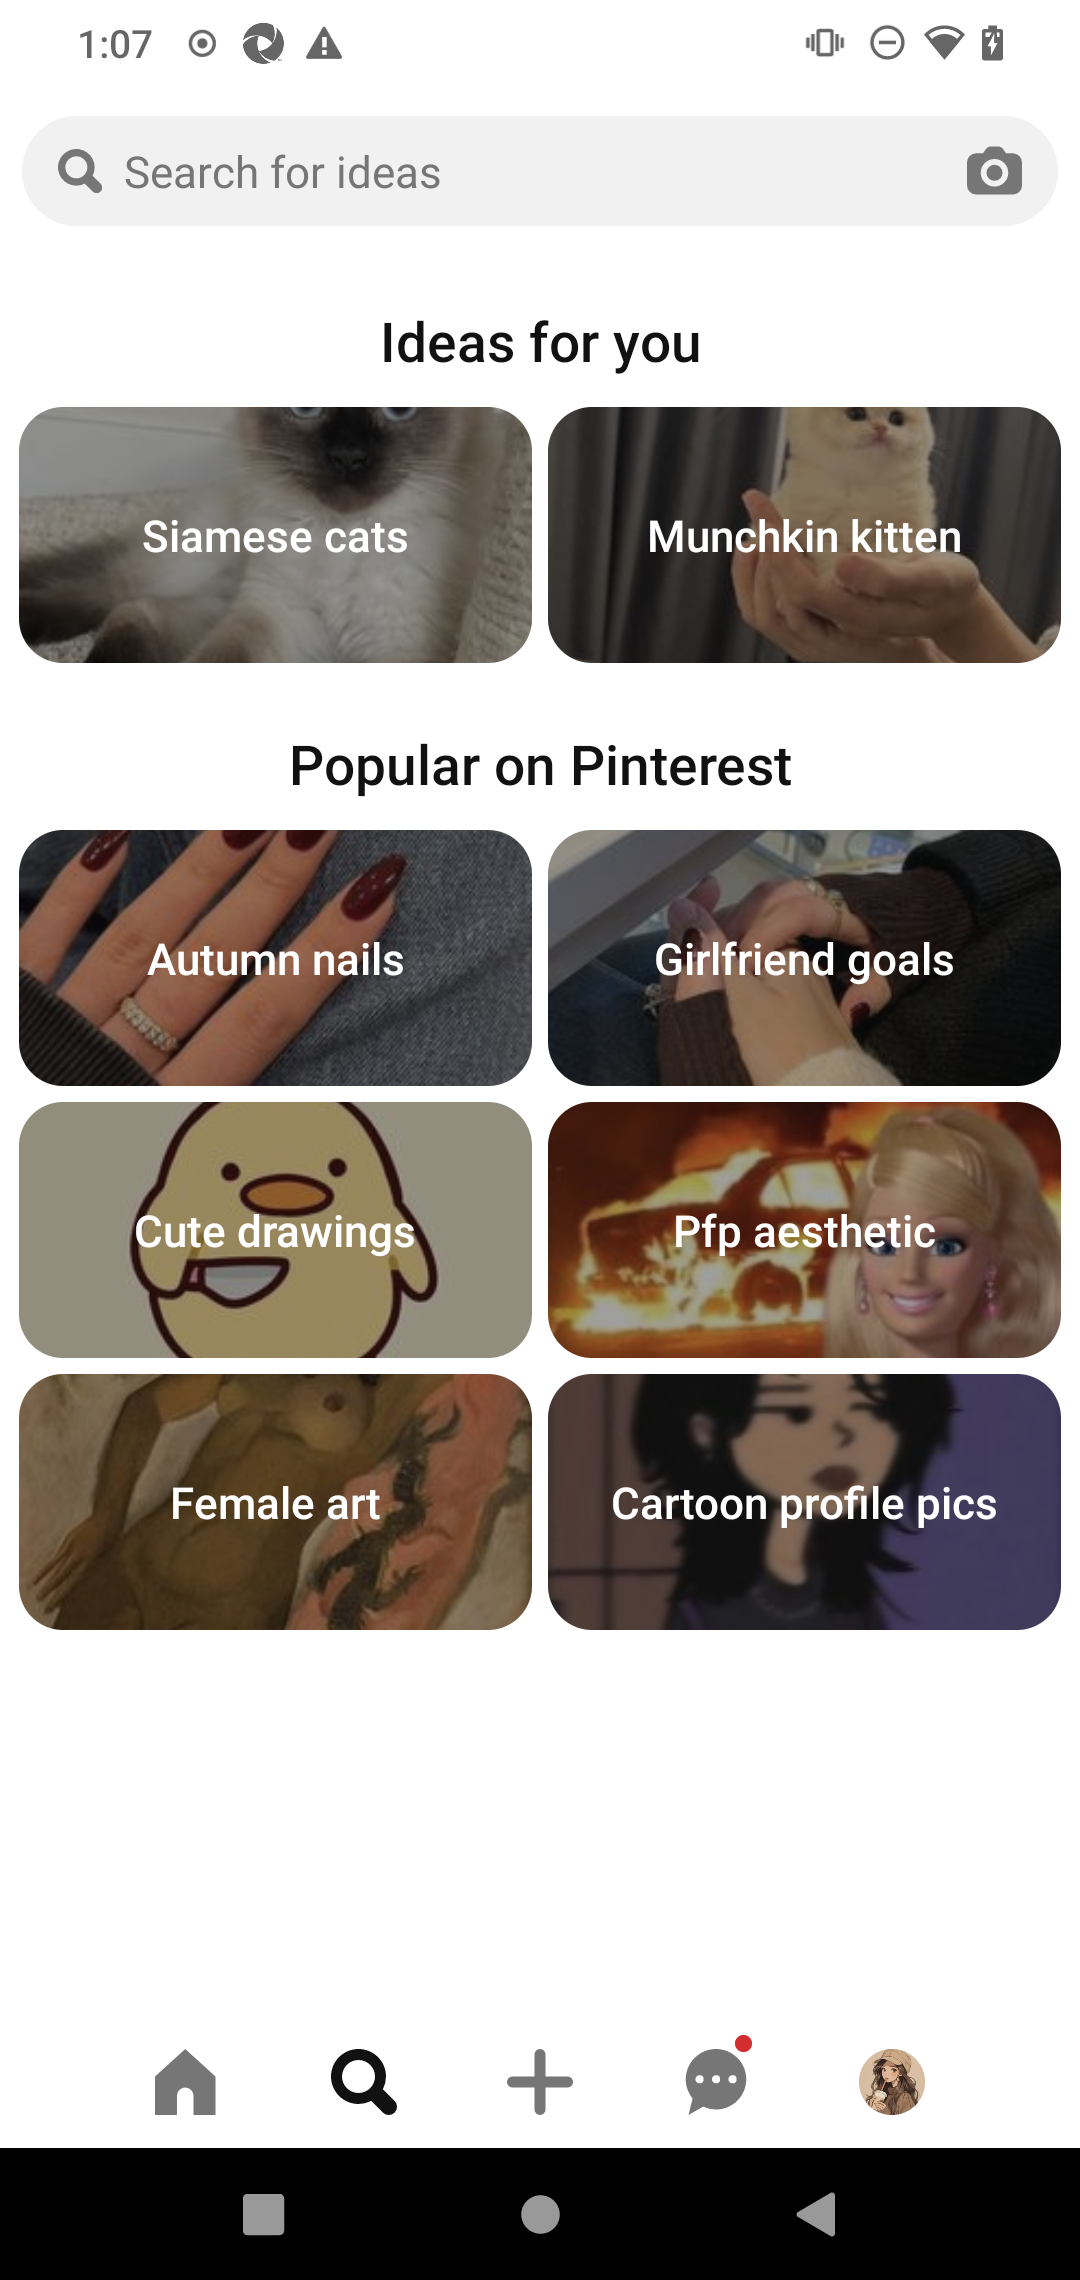 1:07
Search for ideas
Ideas for you
Siamese cats
Munchkin kitten
Popular on Pinterest
Autumn nails
Girlfriend goals
Cute drawings
Pfp aesthetic
Female art
Cartoon profile pics